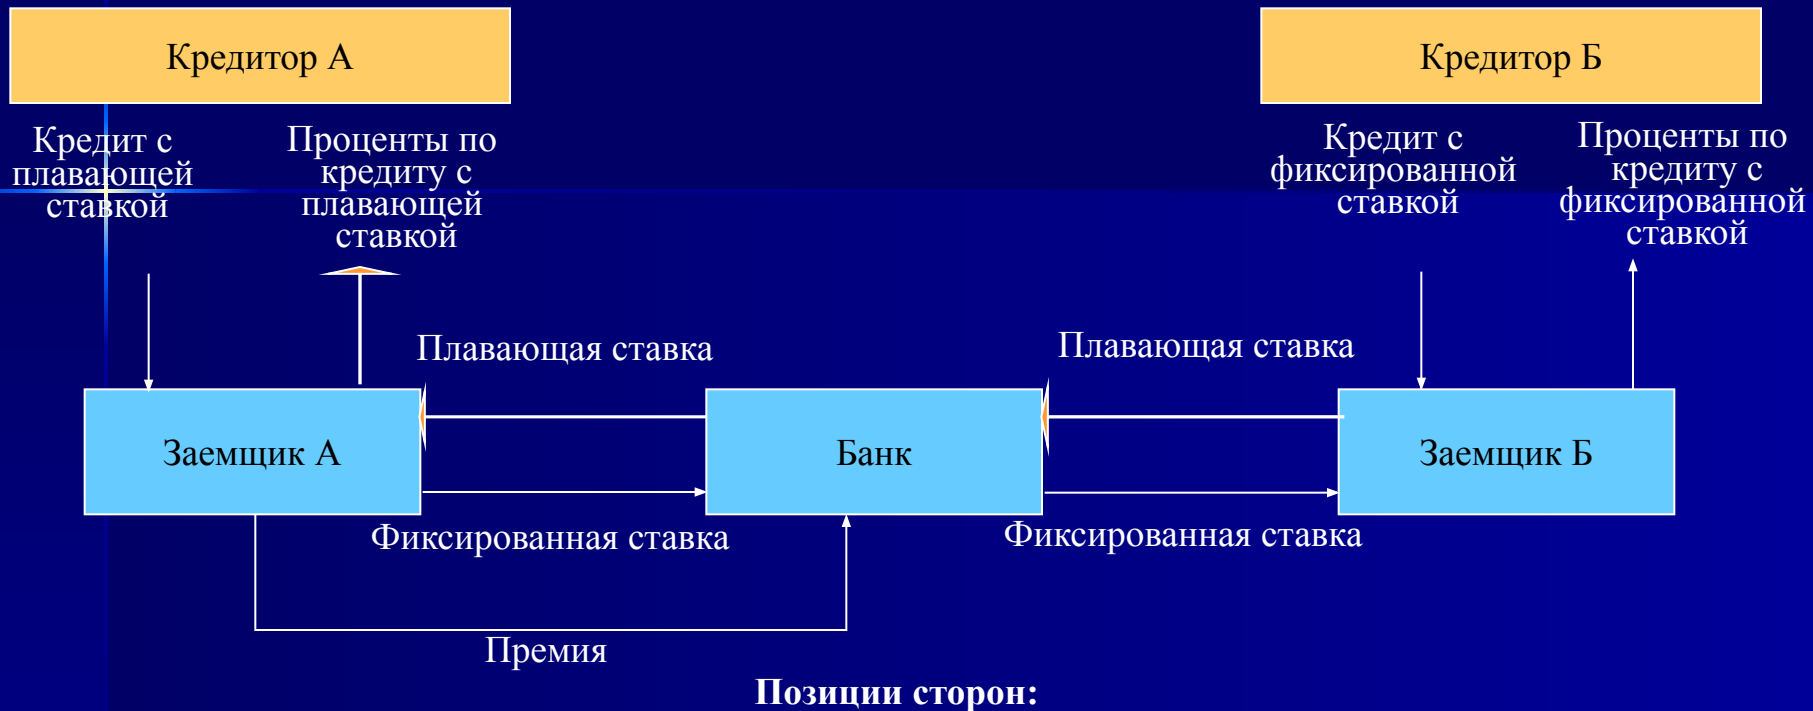 Кредитор А
Кредитор Б
Кредит с
плавающей
ставкой
Проценты по
кредиту с
плавающей
ставкой
Кредит с
фиксированной
ставкой
Проценты по
кредиту с
фиксированной
ставкой
Плавающая ставка
Плавающая ставка
Заемщик А
Банк
Заемщик Б
Фиксированная ставка
Фиксированная ставка
Премия
Позиции сторон: